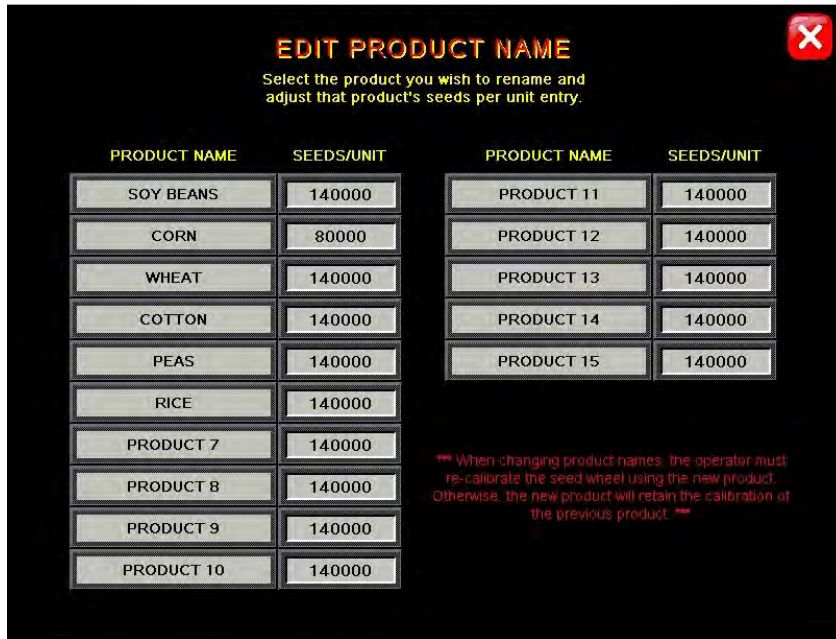 EDIT PRODUCT NAME
Select the product you wish to rename and
adjust that product's seeds per unit entry.
PRODUCT NAME SEEDS/UNIT
SOY BEANS 140000
CORN 80000
WHEAT 140000
COTTON 140000
PEAS 140000
RICE 140000
PRODUCT 7 140000
PRODUCT 8 140000
PRODUCT 9 140000
PRODUCT 10 140000
PRODUCT NAME SEEDS/UNIT
PRODUCT 11 140000
PRODUCT 12 140000
PRODUCT 13 140000
PRODUCT 14 140000
PRODUCT 15 140000
*** When changing product names, the operator must
re-calibrate the seed wheel using the new product.
Otherwise, the new product will retain the calibration of
the previous product. ***